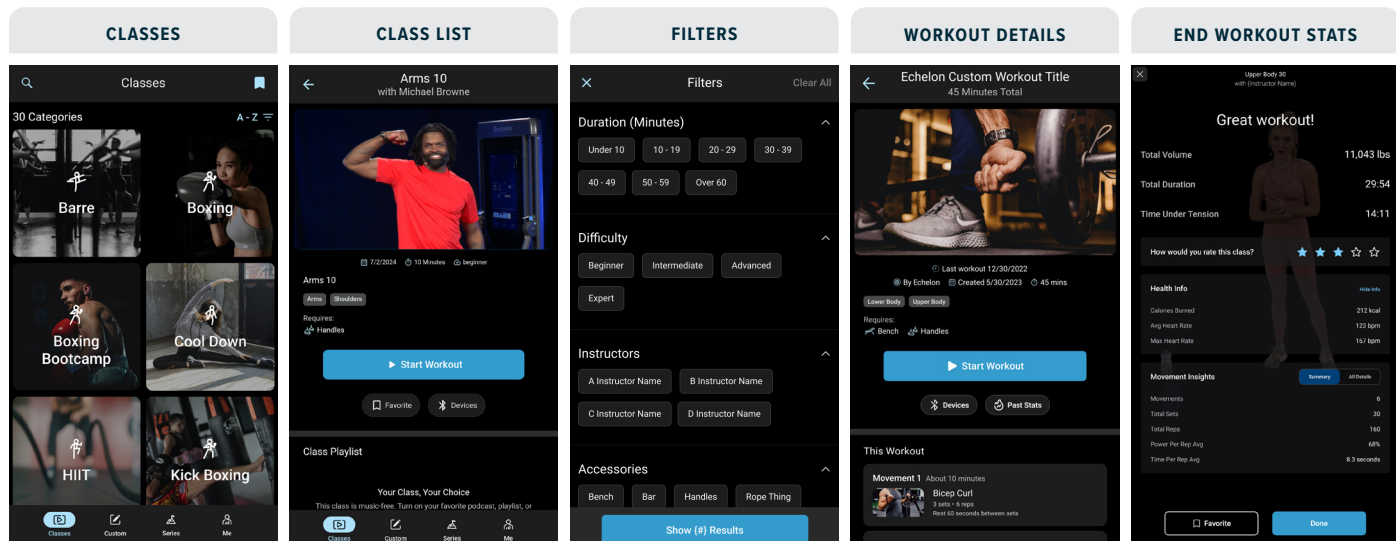 CLASSES
Classes
30 Categories
A - Z
Barre
Boxing
Boxing
Bootcamp
Cool Down
HIIT
Kick Boxing
Classes
Custom
Series
Me
CLASS LIST
Arms 10
with Michael Browne
7/2/2024
10 Minutes
beginner
Arms 10
Arms
Shoulders
Requires:
Handles
Start Workout
Favorite
Devices
Class Playlist
Your Class, Your Choice
This class is music-free. Turn on your favorite podcast, playlist, or
Classes
Custom
Series
Me
FILTERS
Filters
Clear All
Duration (Minutes)
Under 10
10 - 19
20 - 29
30 - 39
40 - 49
50 - 59
Over 60
Difficulty
Beginner
Intermediate
Advanced
Expert
Instructors
A Instructor Name
B Instructor Name
C Instructor Name
D Instructor Name
Accessories
Bench
Bar
Handles
Rope Thing
Show {#} Results
WORKOUT DETAILS
Echelon Custom Workout Title
45 Minutes Total
Last workout 12/30/2022
By Echelon
Created 5/30/2023
45 mins
Lower Body
Upper Body
Requires:
Bench
Handles
Start Workout
Devices
Past Stats
This Workout
Movement 1 About 10 minutes
Bicep Curl
3 sets • 6 reps
Rest 60 seconds between sets
END WORKOUT STATS
Upper Body 30
with {Instructor Name}
Great workout!
Total Volume 11,043 lbs
Total Duration 29:54
Time Under Tension 14:11
How would you rate this class?
Health Info
Hide Info
Calories Burned 212 kcal
Avg Heart Rate 123 bpm
Max Heart Rate 167 bpm
Movement Insights
Summary
All Details
Movements 6
Total Sets 30
Total Reps 160
Power Per Rep Avg 68%
Time Per Rep Avg 8.3 seconds
Favorite
Done